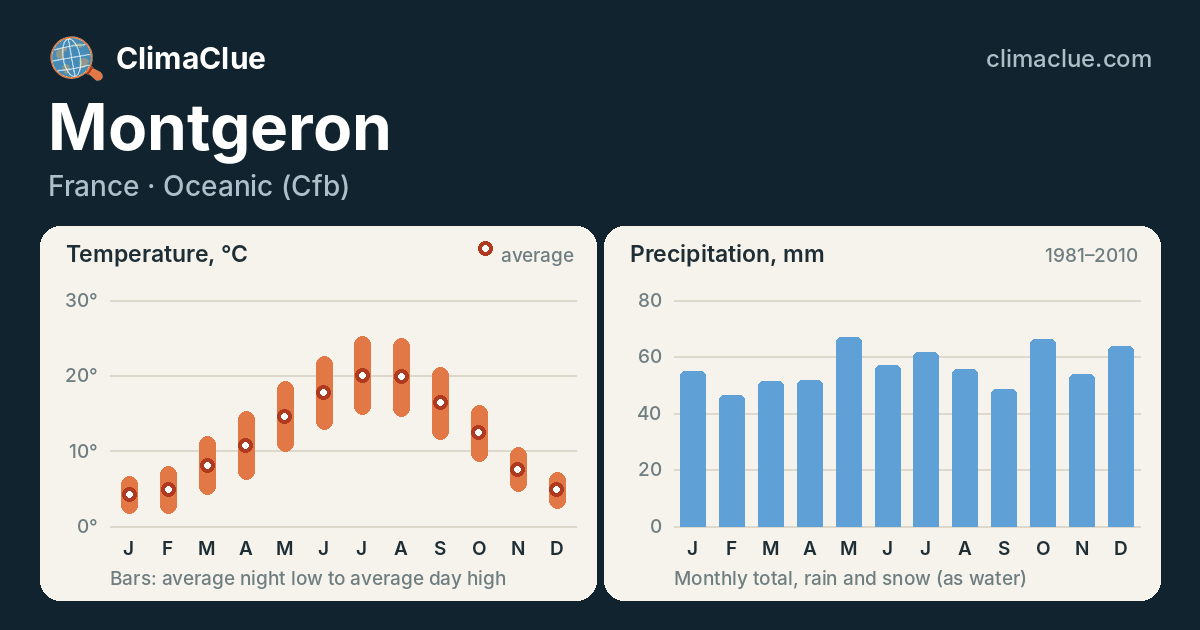 ClimaClue
climaclue.com
Montgeron
France · Oceanic (Cfb)
Temperature, °C
average
30°
20°
10°
0°
J F M A M J J A S O N D
Bars: average night low to average day high
Precipitation, mm
1981–2010
80
60
40
20
0
J F M A M J J A S O N D
Monthly total, rain and snow (as water)